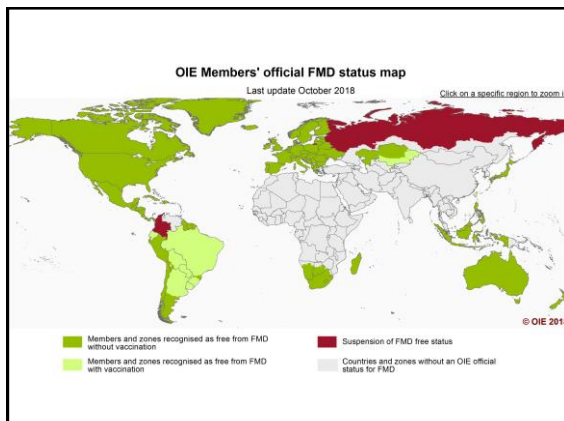 OIE Members' official FMD status map
Last update October 2018
Click on a specific region to zoom i
Members and zones recognised as free from FMD
without vaccination
Members and zones recognised as free from FMD
with vaccination
Suspension of FMD free status
Countries and zones without an OIE official
status for FMD
© OIE 2018